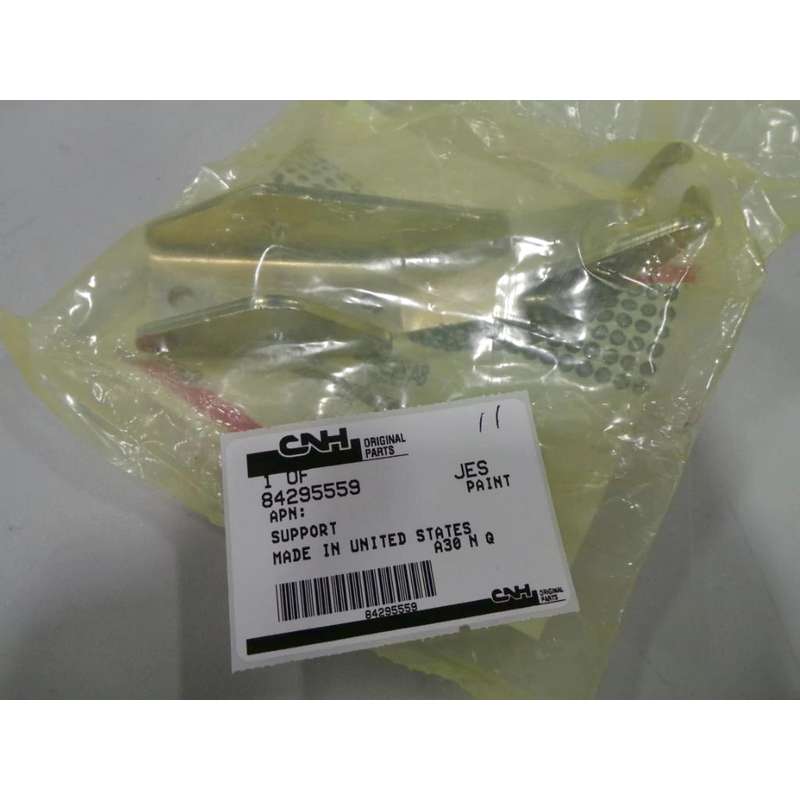 11
CNH ORIGINAL PARTS
1 OF
84295559
JES
PAINT
APN:
SUPPORT
MADE IN UNITED STATES
A30 N Q
84295559
CNH ORIGINAL PARTS